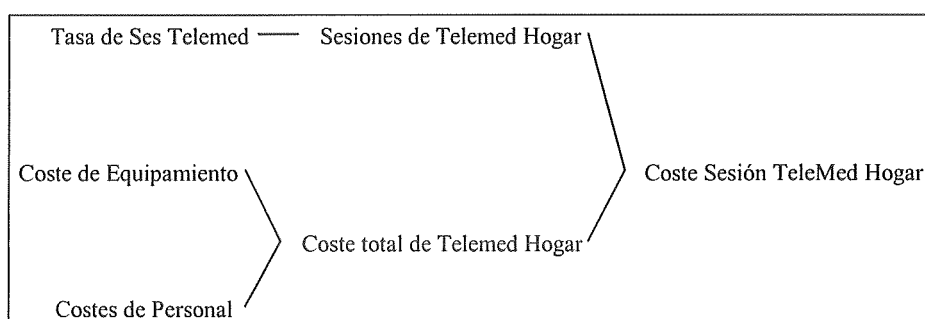 Tasa de Ses Telemed
Sesiones de Telemed Hogar
Coste de Equipamiento
Coste Sesión TeleMed Hogar
Coste total de Telemed Hogar
Costes de Personal